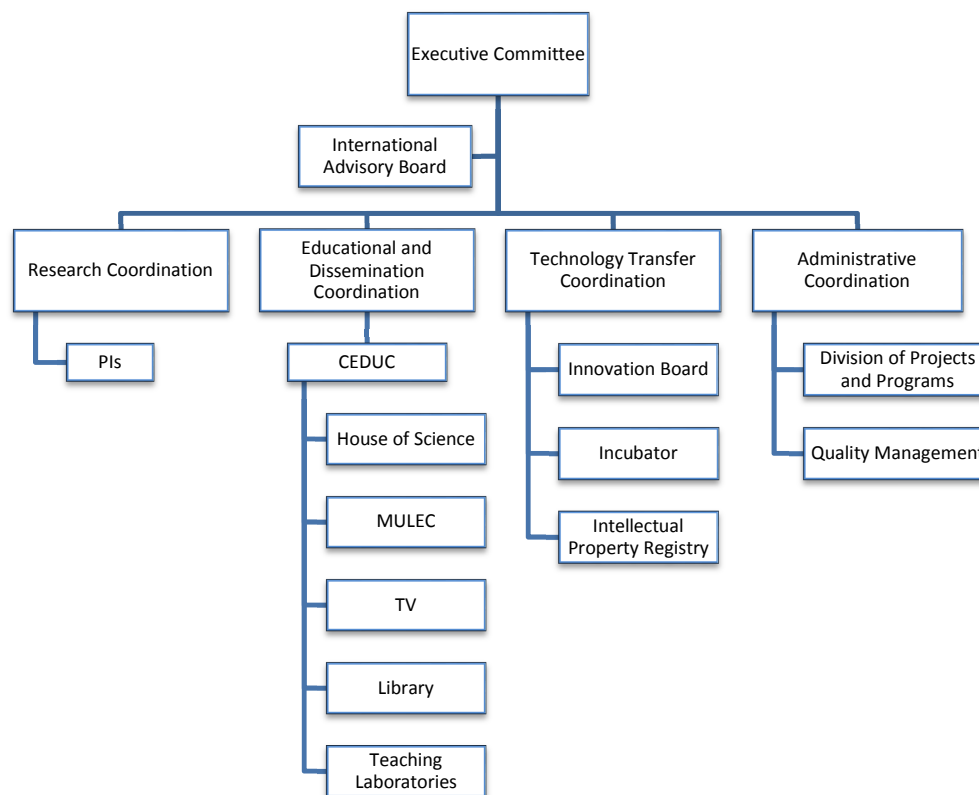 Executive Committee
International
Advisory Board
Research Coordination
Educational and
Dissemination
Coordination
Technology Transfer
Coordination
Administrative
Coordination
PIs
CEDUC
House of Science
MULEC
TV
Library
Teaching
Laboratories
Innovation Board
Incubator
Intellectual
Property Registry
Division of Projects
and Programs
Quality Management